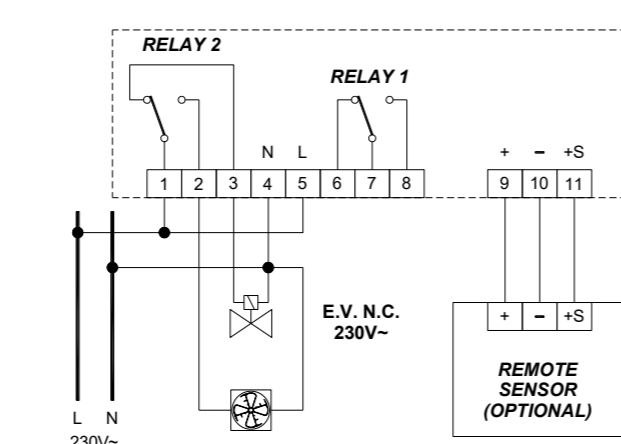 RELAY 2
RELAY 1
N L
+ – +S
1 2 3 4 5 6 7 8
9 10 11
E.V. N.C.
230V~
+ – +S
REMOTE
SENSOR
(OPTIONAL)
L N
230V~